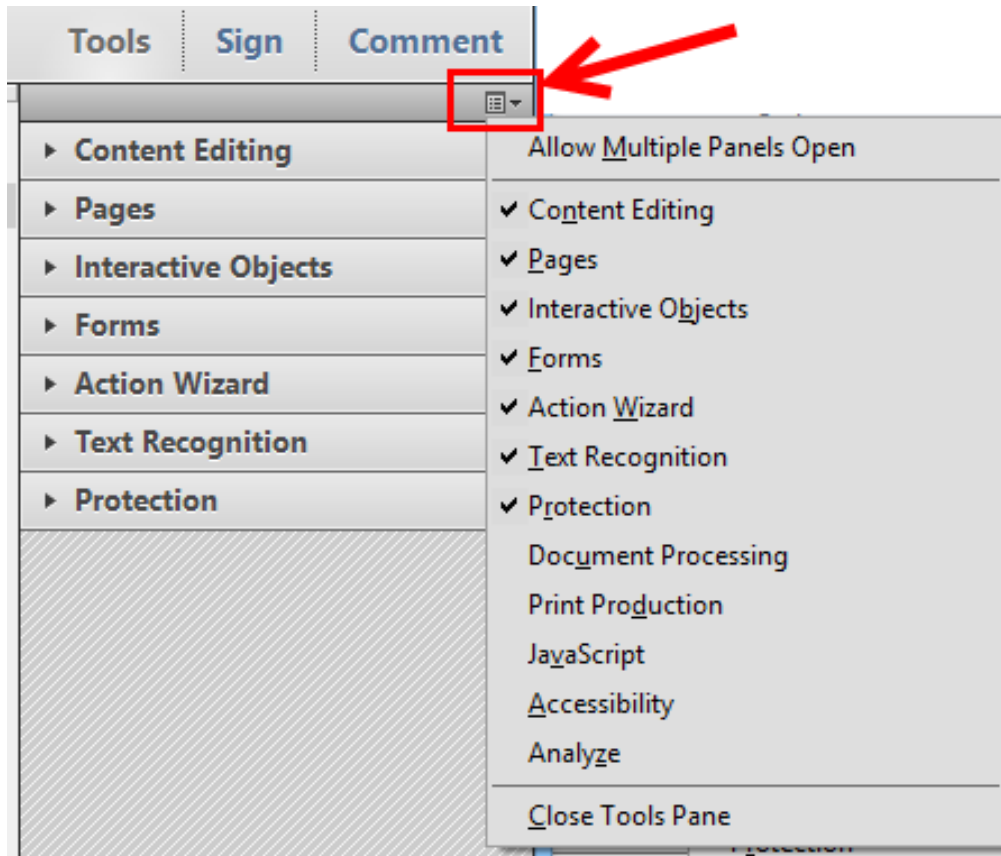 Tools Sign Comment
Content Editing
Pages
Interactive Objects
Forms
Action Wizard
Text Recognition
Protection
Allow Multiple Panels Open
Content Editing
Pages
Interactive Objects
Forms
Action Wizard
Text Recognition
Protection
Document Processing
Print Production
JavaScript
Accessibility
Analyze
Close Tools Pane
Protection